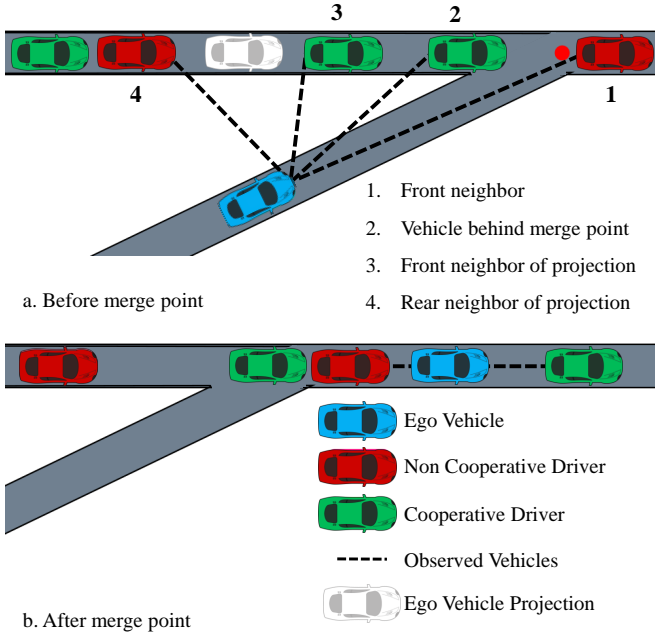 3
2
4
1
1. Front neighbor
2. Vehicle behind merge point
3. Front neighbor of projection
4. Rear neighbor of projection
a. Before merge point
Ego Vehicle
Non Cooperative Driver
Cooperative Driver
Observed Vehicles
Ego Vehicle Projection
b. After merge point